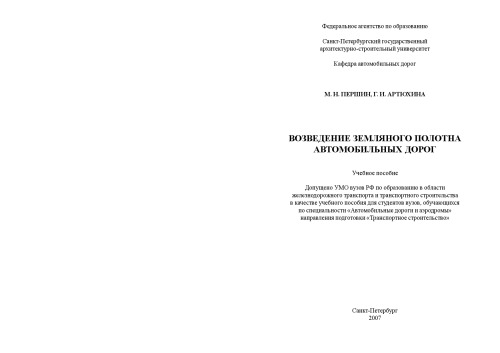 Федеральное агентство по образованию
Санкт-Петербургский государственный
архитектурно-строительный университет
Кафедра автомобильных дорог
М. Н. ПЕРШИН, Г. И. АРТЮХИНА
ВОЗВЕДЕНИЕ ЗЕМЛЯНОГО ПОЛОТНА
АВТОМОБИЛЬНЫХ ДОРОГ
Учебное пособие
Допущено УМО вузов РФ по образованию в области
железнодорожного транспорта и транспортного строительства
в качестве учебного пособия для студентов вузов, обучающихся
по специальности «Автомобильные дороги и аэродромы»
направления подготовки «Транспортное строительство»
Санкт-Петербург
2007